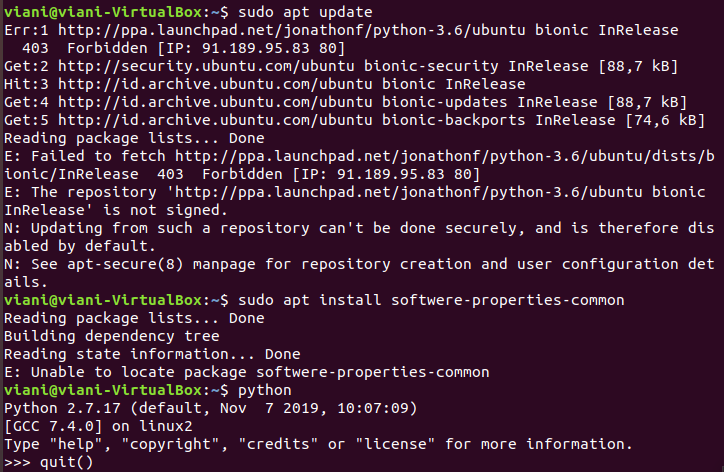 viani@viani-VirtualBox:~$ sudo apt update
Err:1 http://ppa.launchpad.net/jonathonf/python-3.6/ubuntu bionic InRelease
  403  Forbidden [IP: 91.189.95.83 80]
Get:2 http://security.ubuntu.com/ubuntu bionic-security InRelease [88,7 kB]
Hit:3 http://id.archive.ubuntu.com/ubuntu bionic InRelease
Get:4 http://id.archive.ubuntu.com/ubuntu bionic-updates InRelease [88,7 kB]
Get:5 http://id.archive.ubuntu.com/ubuntu bionic-backports InRelease [74,6 kB]
Reading package lists... Done
E: Failed to fetch http://ppa.launchpad.net/jonathonf/python-3.6/ubuntu/dists/b
ionic/InRelease  403  Forbidden [IP: 91.189.95.83 80]
E: The repository 'http://ppa.launchpad.net/jonathonf/python-3.6/ubuntu bionic
InRelease' is not signed.
N: Updating from such a repository can't be done securely, and is therefore dis
abled by default.
N: See apt-secure(8) manpage for repository creation and user configuration det
ails.
viani@viani-VirtualBox:~$ sudo apt install softwere-properties-common
Reading package lists... Done
Building dependency tree
Reading state information... Done
E: Unable to locate package softwere-properties-common
viani@viani-VirtualBox:~$ python
Python 2.7.17 (default, Nov  7 2019, 10:07:09)
[GCC 7.4.0] on linux2
Type "help", "copyright", "credits" or "license" for more information.
>>> quit()